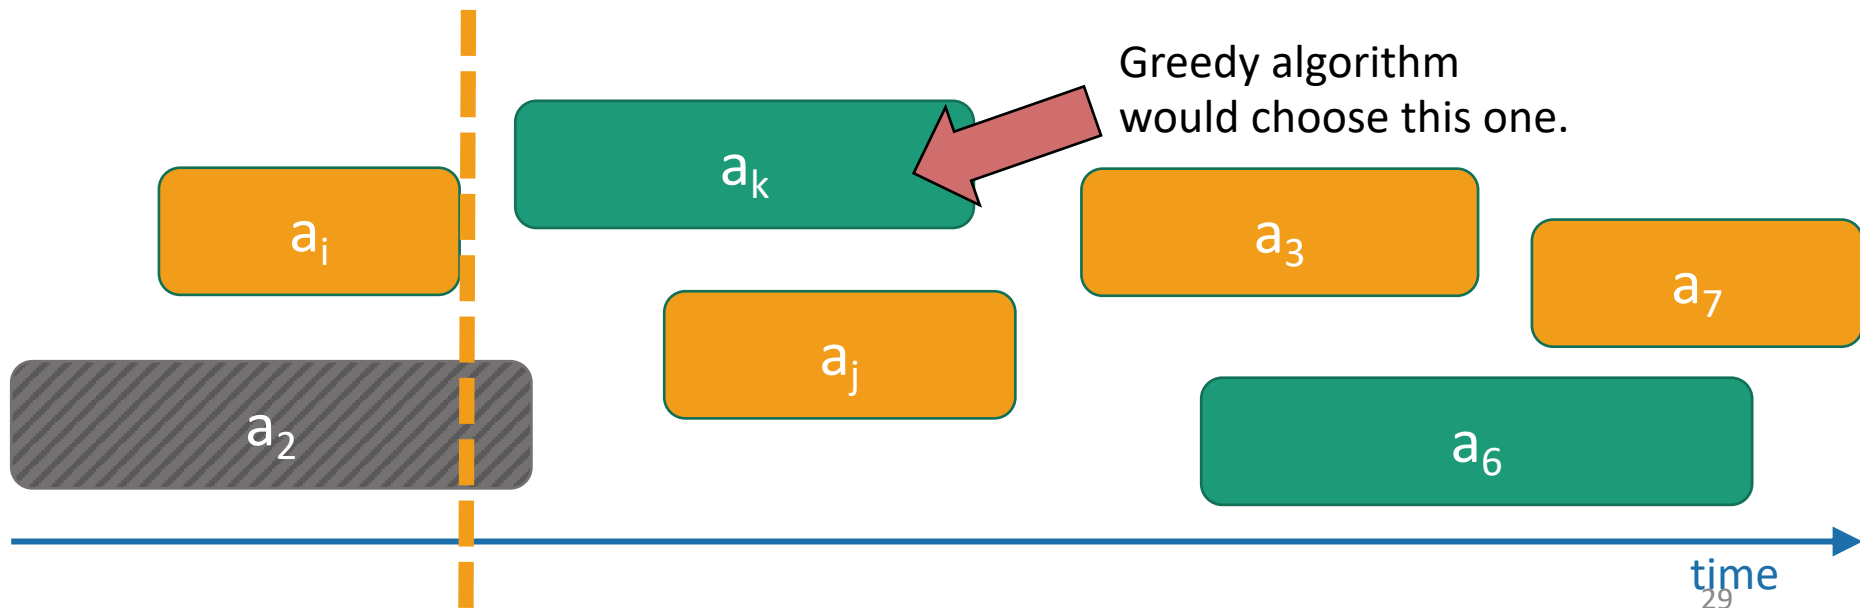 Greedy algorithm
would choose this one.
aₖ
aᵢ
a₃
a₇
aⱼ
a₂
a₆
time
29